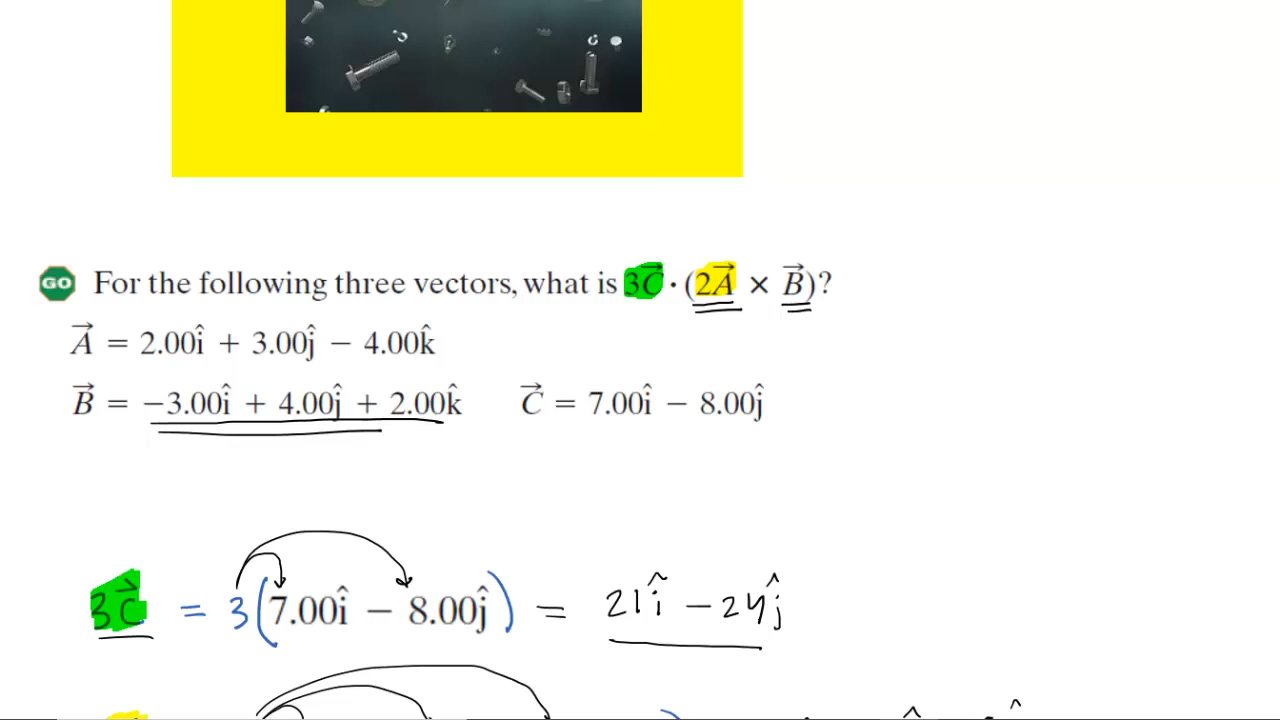 GO For the following three vectors, what is 3C⃗ · (2A⃗ × B⃗)?
A⃗ = 2.00î + 3.00ĵ − 4.00k̂
B⃗ = −3.00î + 4.00ĵ + 2.00k̂ C⃗ = 7.00î − 8.00ĵ
3C⃗ = 3(7.00î − 8.00ĵ) = 21î − 24ĵ